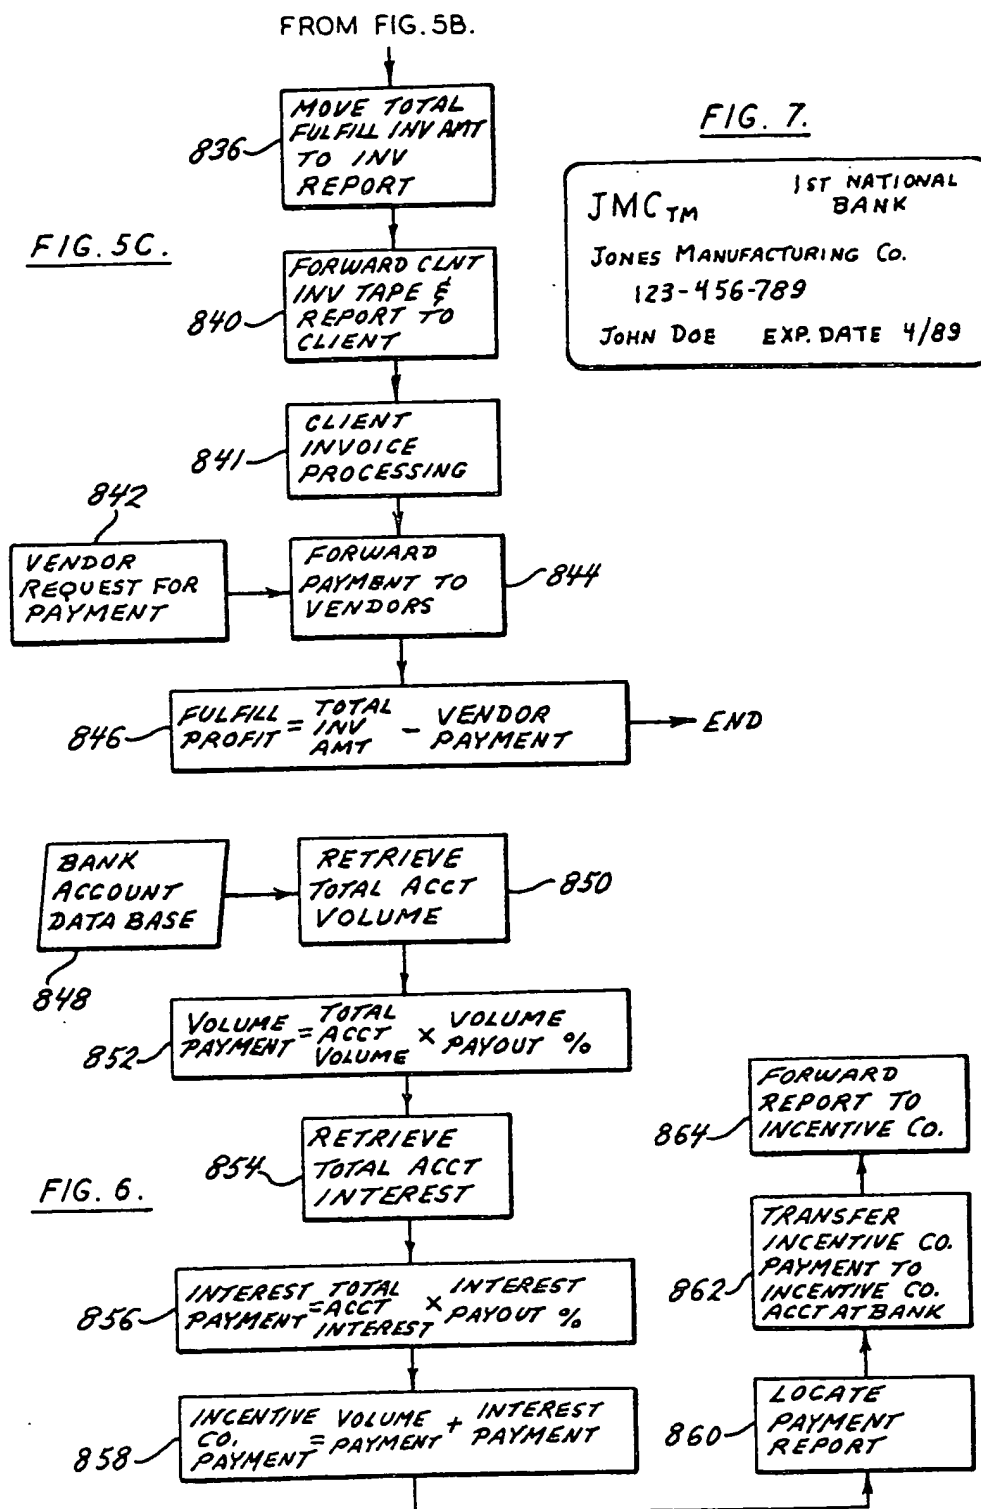 FROM FIG. 5B.
MOVE TOTAL
FULFILL INV AMT
TO INV
REPORT
836
FIG. 5C.
FORWARD CLNT
INV TAPE &
REPORT TO
CLIENT
840
CLIENT
INVOICE
PROCESSING
841
842
VENDOR
REQUEST FOR
PAYMENT
FORWARD
PAYMENT TO
VENDORS
844
FULFILL PROFIT = TOTAL INV AMT - VENDOR PAYMENT
846
END
FIG. 7.
JMC TM
1ST NATIONAL
BANK
JONES MANUFACTURING CO.
123-456-789
JOHN DOE EXP. DATE 4/89
BANK
ACCOUNT
DATA BASE
848
RETRIEVE
TOTAL ACCT
VOLUME
850
VOLUME PAYMENT = TOTAL ACCT VOLUME × VOLUME PAYOUT %
852
RETRIEVE
TOTAL ACCT
INTEREST
854
FIG. 6.
INTEREST PAYMENT = TOTAL ACCT INTEREST × INTEREST PAYOUT %
856
INCENTIVE CO. PAYMENT = VOLUME PAYMENT + INTEREST PAYMENT
858
LOCATE
PAYMENT
REPORT
860
TRANSFER
INCENTIVE CO.
PAYMENT TO
INCENTIVE CO.
ACCT AT BANK
862
FORWARD
REPORT TO
INCENTIVE CO.
864